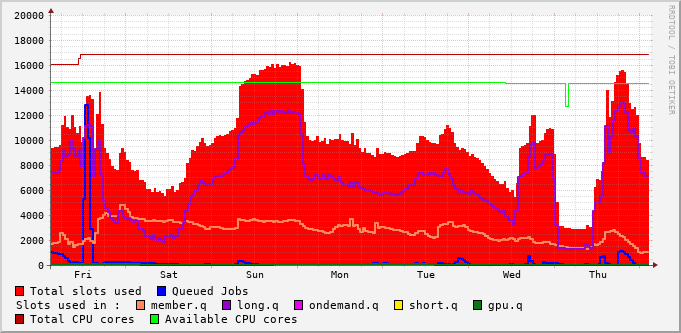 20000
18000
16000
14000
12000
10000
8000
6000
4000
2000
0
Fri Sat Sun Mon Tue Wed Thu
RRDTOOL / TOBI OETIKER
Total slots used Queued Jobs
Slots used in : member.q long.q ondemand.q short.q gpu.q
Total CPU cores Available CPU cores